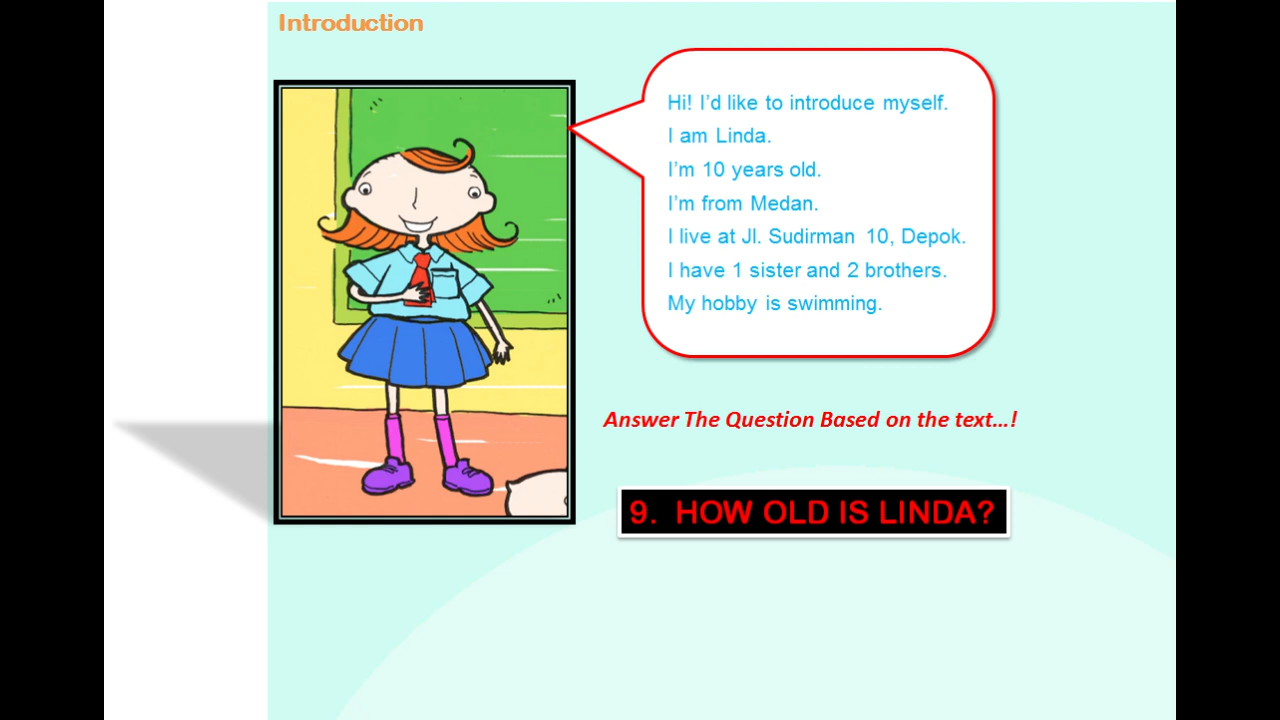 Introduction
Hi! I’d like to introduce myself.
I am Linda.
I’m 10 years old.
I’m from Medan.
I live at Jl. Sudirman 10, Depok.
I have 1 sister and 2 brothers.
My hobby is swimming.
Answer The Question Based on the text...!
9. HOW OLD IS LINDA?